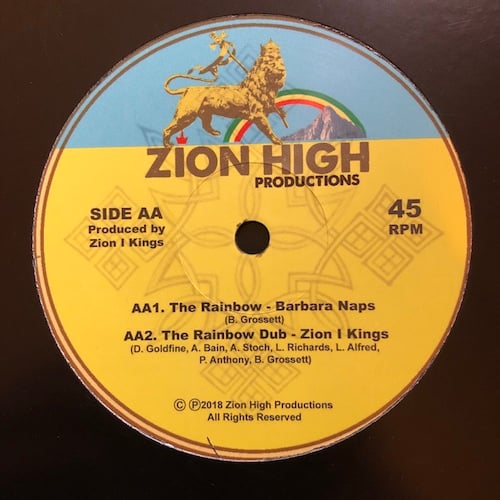 ZION HIGH
PRODUCTIONS
SIDE AA
Produced by
Zion I Kings
45
RPM
AA1. The Rainbow - Barbara Naps
(B. Grossett)
AA2. The Rainbow Dub - Zion I Kings
(D. Goldfine, A. Bain, A. Stoch, L. Richards, L. Alfred,
P. Anthony, B. Grossett)
© ℗2018 Zion High Productions
All Rights Reserved